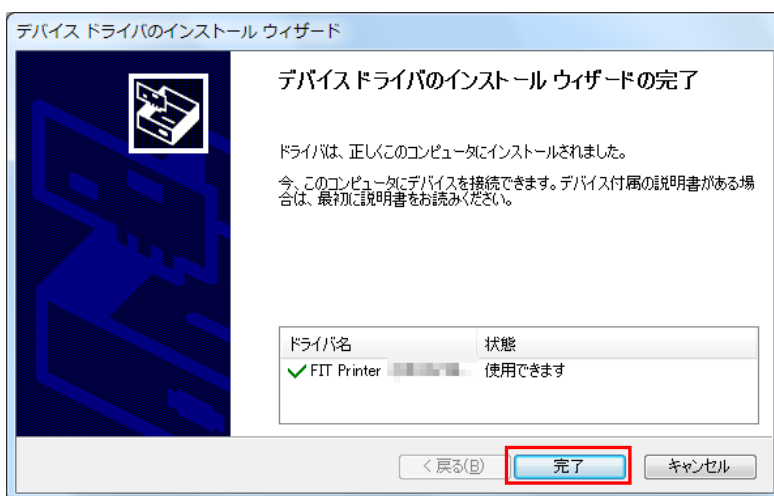 デバイス ドライバのインストール ウィザード
デバイス ドライバのインストール ウィザードの完了
ドライバは、正しくこのコンピュータにインストールされました。
今、このコンピュータにデバイスを接続できます。デバイス付属の説明書がある場
合は、最初に説明書をお読みください。
ドライバ名 状態
FIT Printer 使用できます
< 戻る(B) 完了 キャンセル